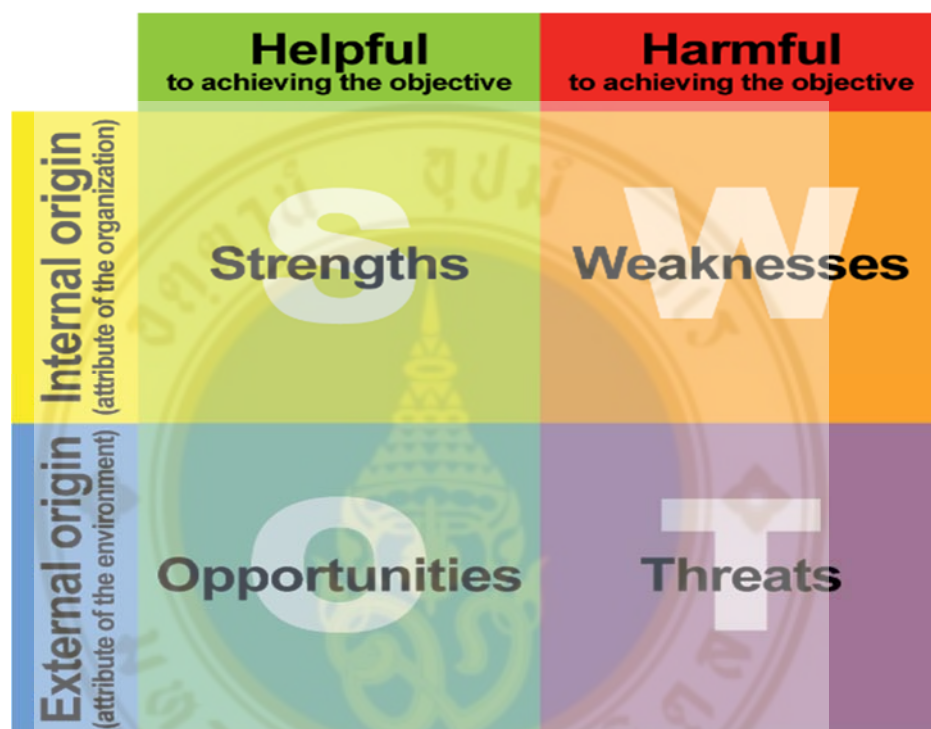 Helpful
to achieving the objective
Harmful
to achieving the objective
Internal origin
(attribute of the organization)
S
Strengths
W
Weaknesses
External origin
(attribute of the environment)
O
Opportunities
T
Threats